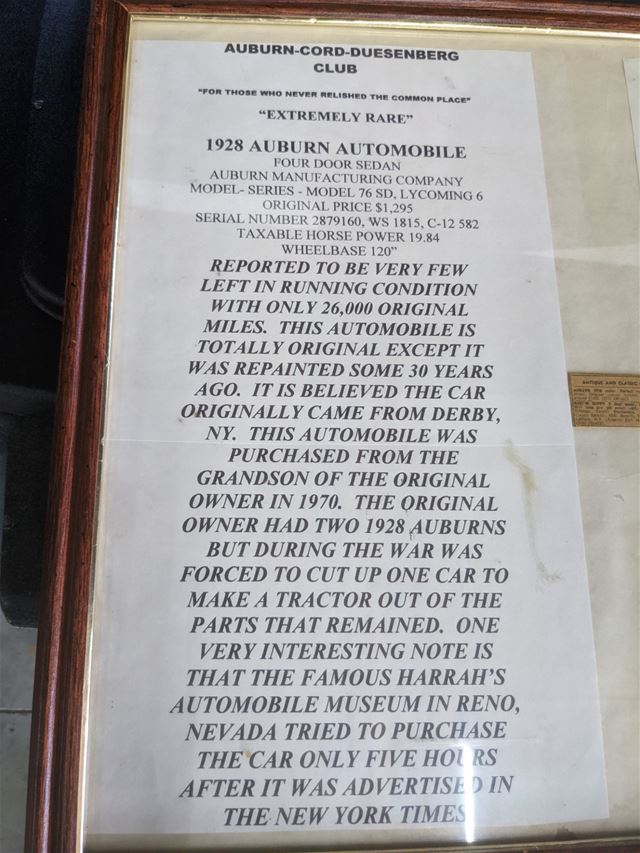 AUBURN-CORD-DUESENBERG
CLUB
"FOR THOSE WHO NEVER RELISHED THE COMMON PLACE"
"EXTREMELY RARE"
1928 AUBURN AUTOMOBILE
FOUR DOOR SEDAN
AUBURN MANUFACTURING COMPANY
MODEL- SERIES - MODEL 76 SD, LYCOMING 6
ORIGINAL PRICE $1,295
SERIAL NUMBER 2879160, WS 1815, C-12 582
TAXABLE HORSE POWER 19.84
WHEELBASE 120"
REPORTED TO BE VERY FEW
LEFT IN RUNNING CONDITION
WITH ONLY 26,000 ORIGINAL
MILES. THIS AUTOMOBILE IS
TOTALLY ORIGINAL EXCEPT IT
WAS REPAINTED SOME 30 YEARS
AGO. IT IS BELIEVED THE CAR
ORIGINALLY CAME FROM DERBY,
NY. THIS AUTOMOBILE WAS
PURCHASED FROM THE
GRANDSON OF THE ORIGINAL
OWNER IN 1970. THE ORIGINAL
OWNER HAD TWO 1928 AUBURNS
BUT DURING THE WAR WAS
FORCED TO CUT UP ONE CAR TO
MAKE A TRACTOR OUT OF THE
PARTS THAT REMAINED. ONE
VERY INTERESTING NOTE IS
THAT THE FAMOUS HARRAH'S
AUTOMOBILE MUSEUM IN RENO,
NEVADA TRIED TO PURCHASE
THE CAR ONLY FIVE HOURS
AFTER IT WAS ADVERTISED IN
THE NEW YORK TIMES
ANTIQUE AND CLASSIC